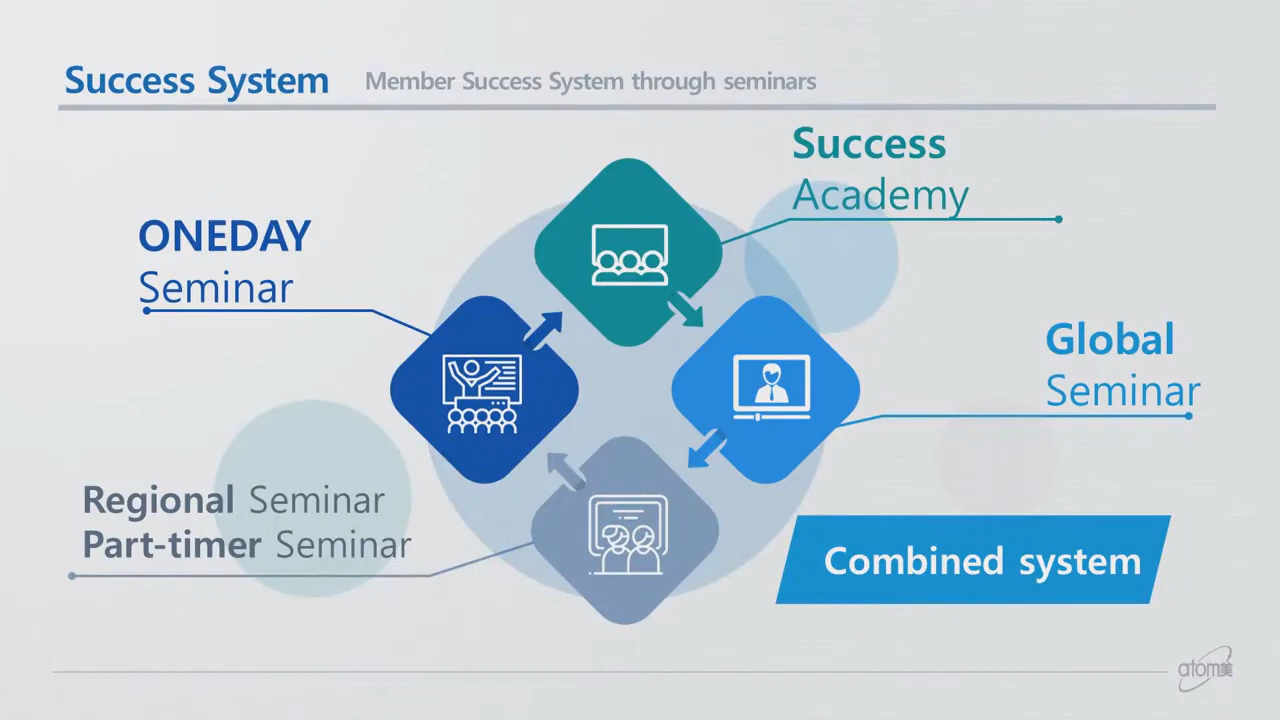 Success System
Member Success System through seminars
Success
Academy
ONEDAY
Seminar
Global
Seminar
Regional Seminar
Part-timer Seminar
Combined system
atom美